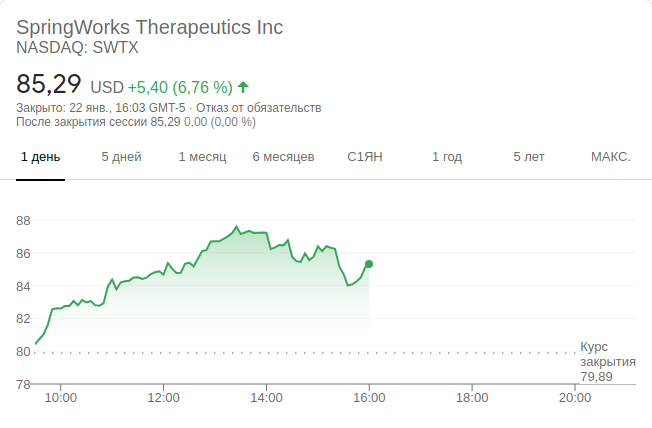 SpringWorks Therapeutics Inc
NASDAQ: SWTX
85,29 USD +5,40 (6,76 %)
Закрыто: 22 янв., 16:03 GMT-5 · Отказ от обязательств
После закрытия сессии 85,29 0,00 (0,00 %)
1 день 5 дней 1 месяц 6 месяцев С1ЯН 1 год 5 лет МАКС.
88
86
84
82
80
78
Курс
закрытия
79,89
10:00 12:00 14:00 16:00 18:00 20:00